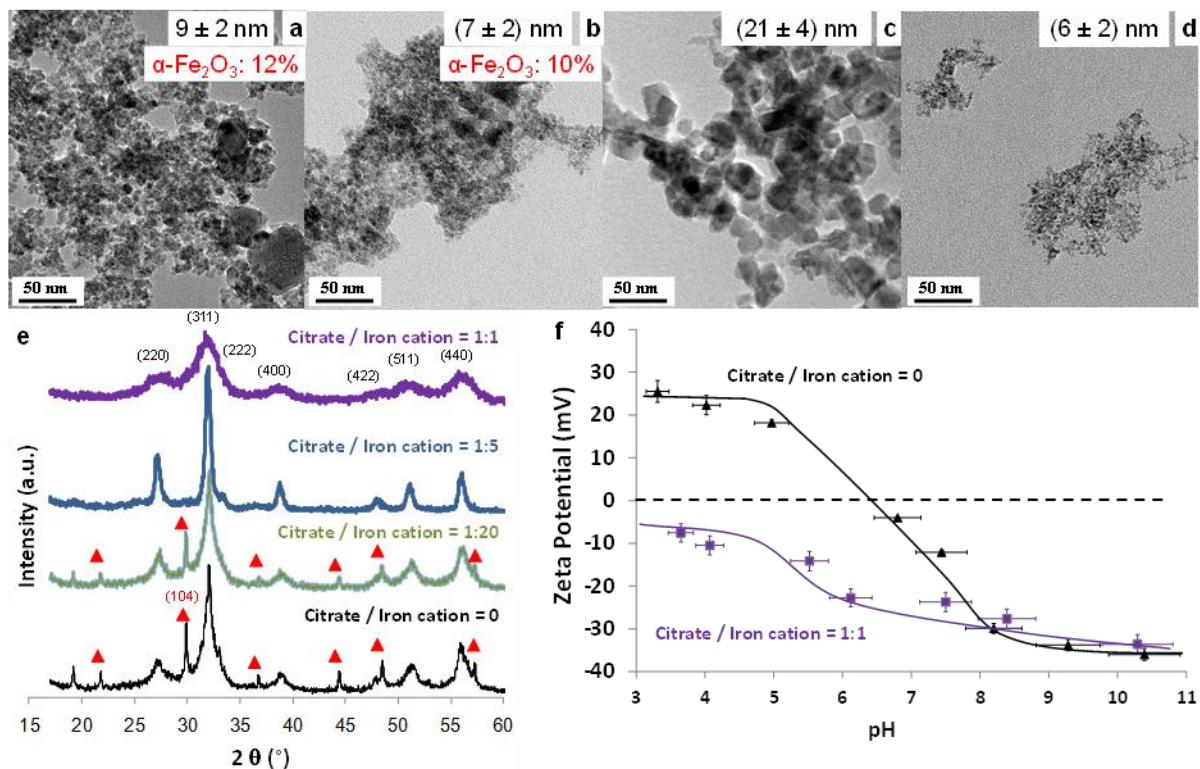 9 ± 2 nm a
α-Fe₂O₃: 12%
50 nm
(7 ± 2) nm b
α-Fe₂O₃: 10%
50 nm
(21 ± 4) nm c
50 nm
(6 ± 2) nm d
50 nm
e
(311)
Citrate / Iron cation = 1:1
(220)
(222)
(400)
(422)
(511)
(440)
Citrate / Iron cation = 1:5
Citrate / Iron cation = 1:20
(104)
Citrate / Iron cation = 0
Intensity (a.u.)
15 20 25 30 35 40 45 50 55 60
2 θ (°)
f
40
30
20
10
0
-10
-20
-30
-40
Zeta Potential (mV)
Citrate / Iron cation = 0
Citrate / Iron cation = 1:1
3 4 5 6 7 8 9 10 11
pH